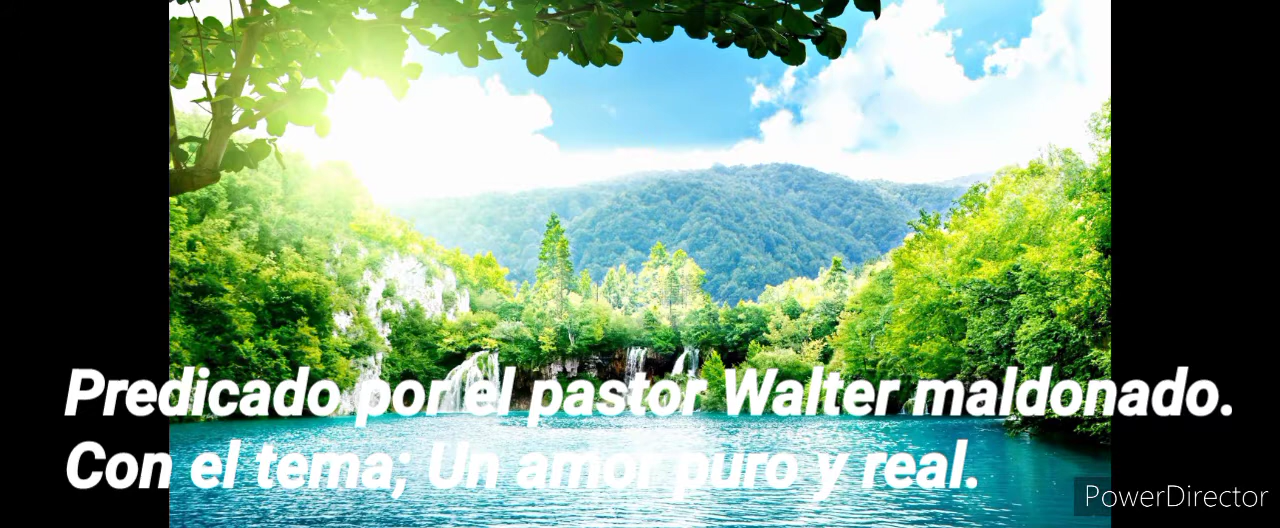 Predicado por el pastor Walter maldonado.
Con el tema; Un amor puro y real.
PowerDirector